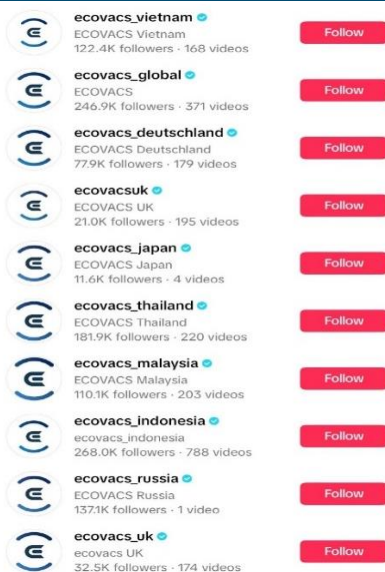 ecovacs_vietnam
Follow
ECOVACS Vietnam
122.4K followers · 168 videos
ecovacs_global
Follow
ECOVACS
246.9K followers · 371 videos
ecovacs_deutschland
Follow
ECOVACS Deutschland
77.9K followers · 179 videos
ecovacsuk
Follow
ECOVACS UK
21.0K followers · 195 videos
ecovacs_japan
Follow
ECOVACS Japan
11.6K followers · 4 videos
ecovacs_thailand
Follow
ECOVACS Thailand
181.9K followers · 220 videos
ecovacs_malaysia
Follow
ECOVACS Malaysia
110.1K followers · 203 videos
ecovacs_indonesia
Follow
ecovacs_indonesia
268.0K followers · 788 videos
ecovacs_russia
Follow
ECOVACS Russia
137.1K followers · 1 video
ecovacs_uk
Follow
ecovacs UK
32.5K followers · 174 videos